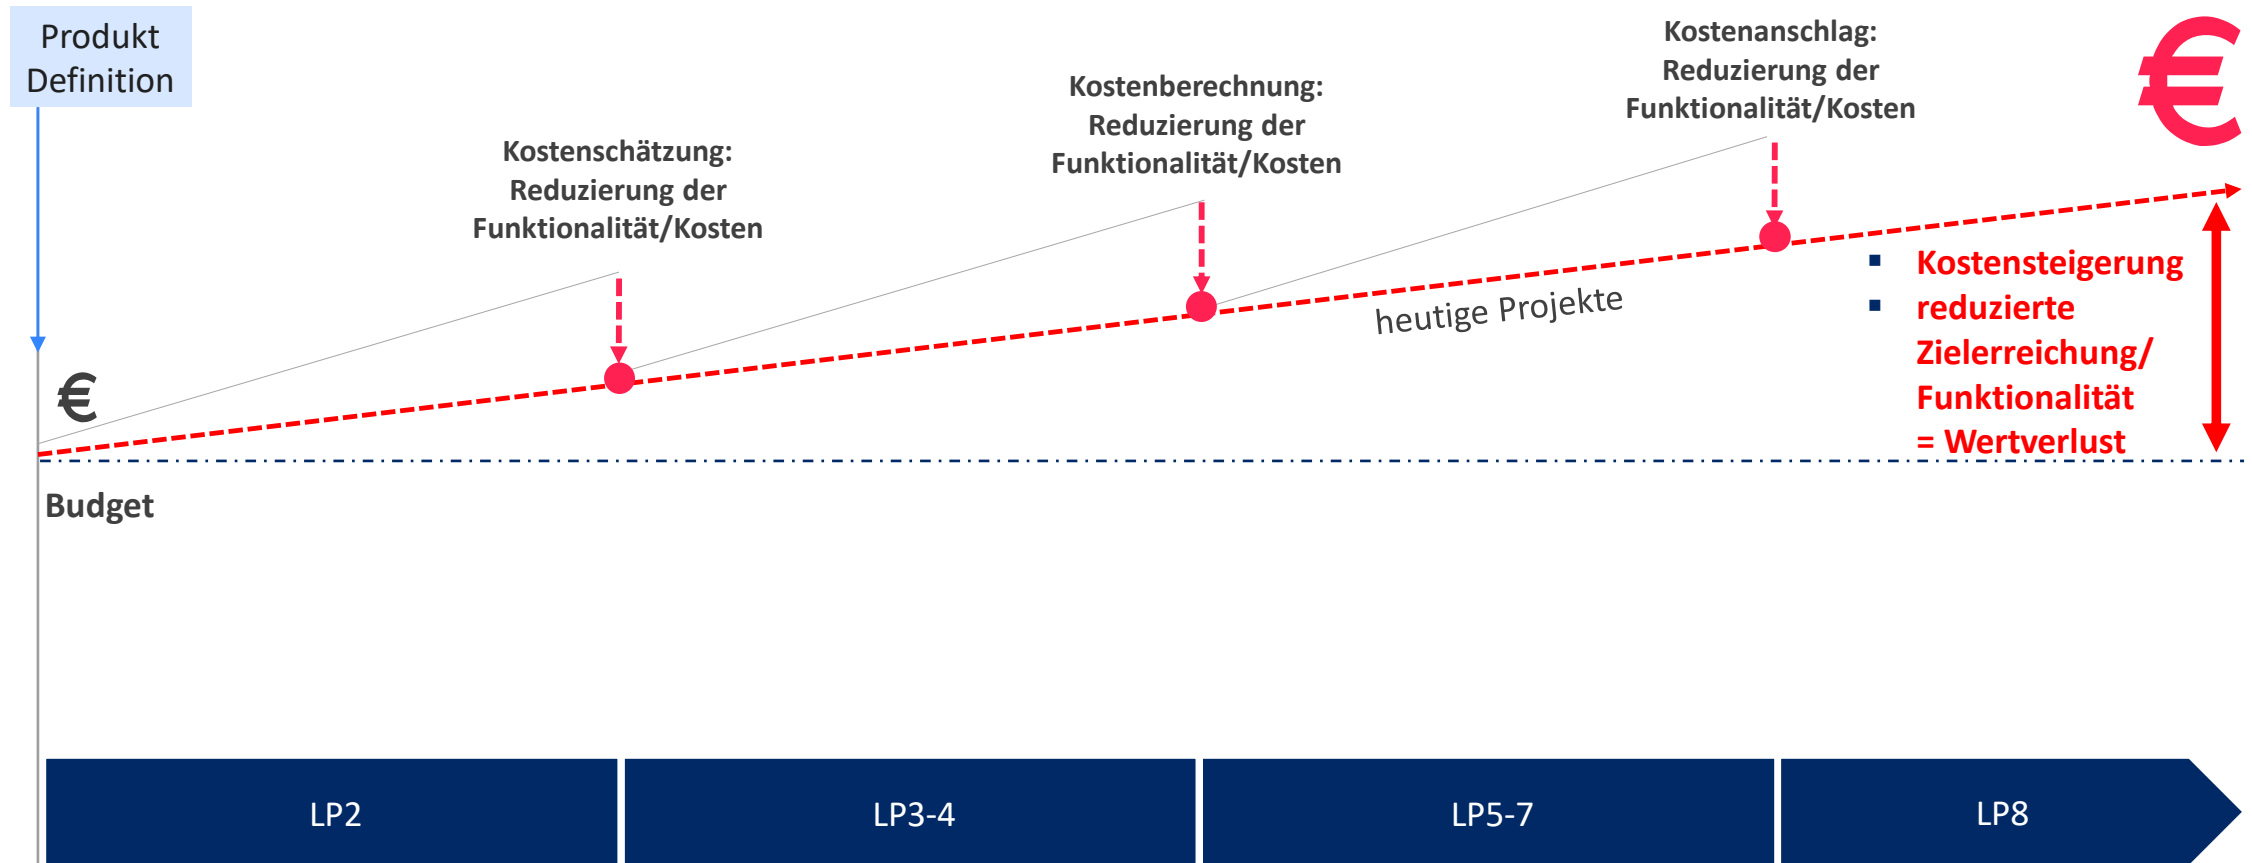 Produkt
Definition
Kostenschätzung:
Reduzierung der
Funktionalität/Kosten
Kostenberechnung:
Reduzierung der
Funktionalität/Kosten
Kostenanschlag:
Reduzierung der
Funktionalität/Kosten
€
€
heutige Projekte
▪ Kostensteigerung
▪ reduzierte
Zielerreichung/
Funktionalität
= Wertverlust
Budget
LP2
LP3-4
LP5-7
LP8